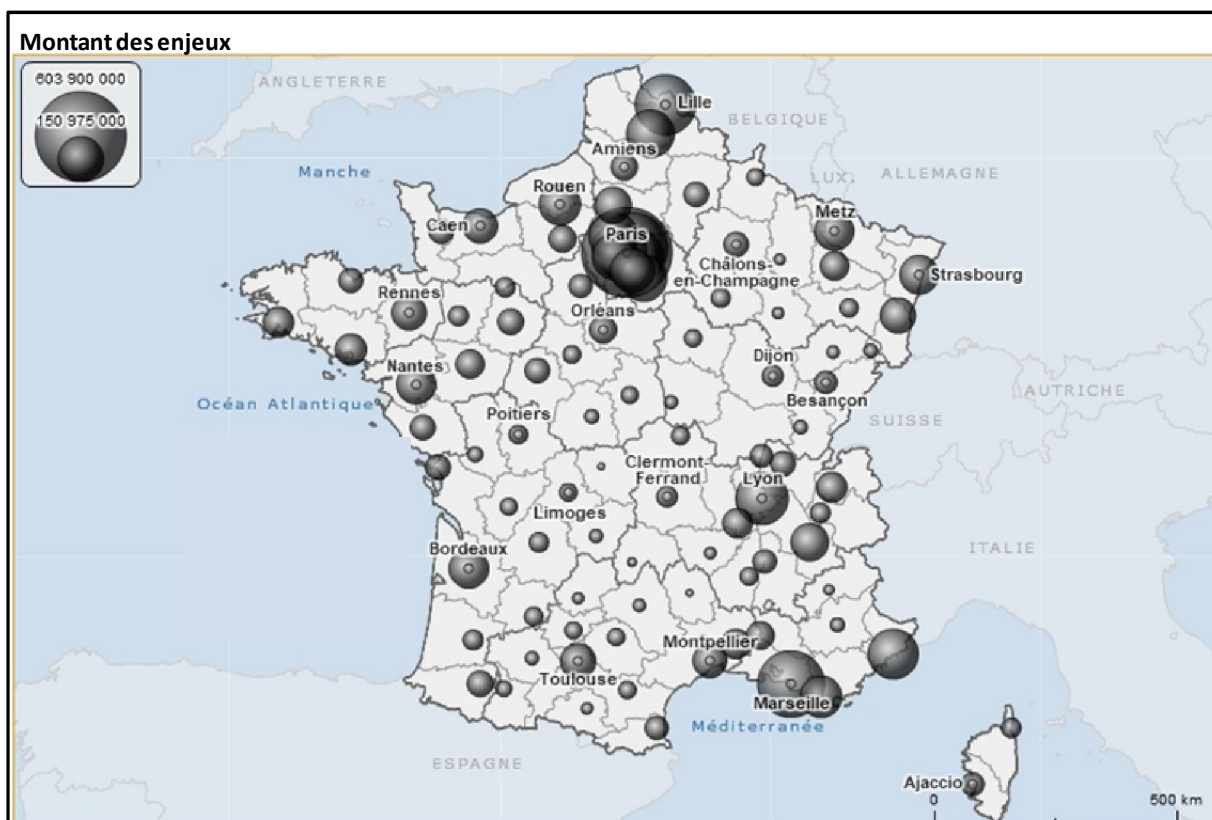 Montant des enjeux
603 900 000
150 975 000
ANGLETERRE
Lille
BELGIQUE
Amiens
Manche
LUX.
ALLEMAGNE
Rouen
Metz
Caen
Paris
Châlons-
en-Champagne
Strasbourg
Rennes
Orléans
Dijon
Nantes
Besançon
AUTRICHE
Océan Atlantique
Poitiers
SUISSE
Clermont-
Ferrand
Lyon
Limoges
Bordeaux
ITALIE
Montpellier
Toulouse
Marseille
Méditerranée
ESPAGNE
Ajaccio
0
500 km